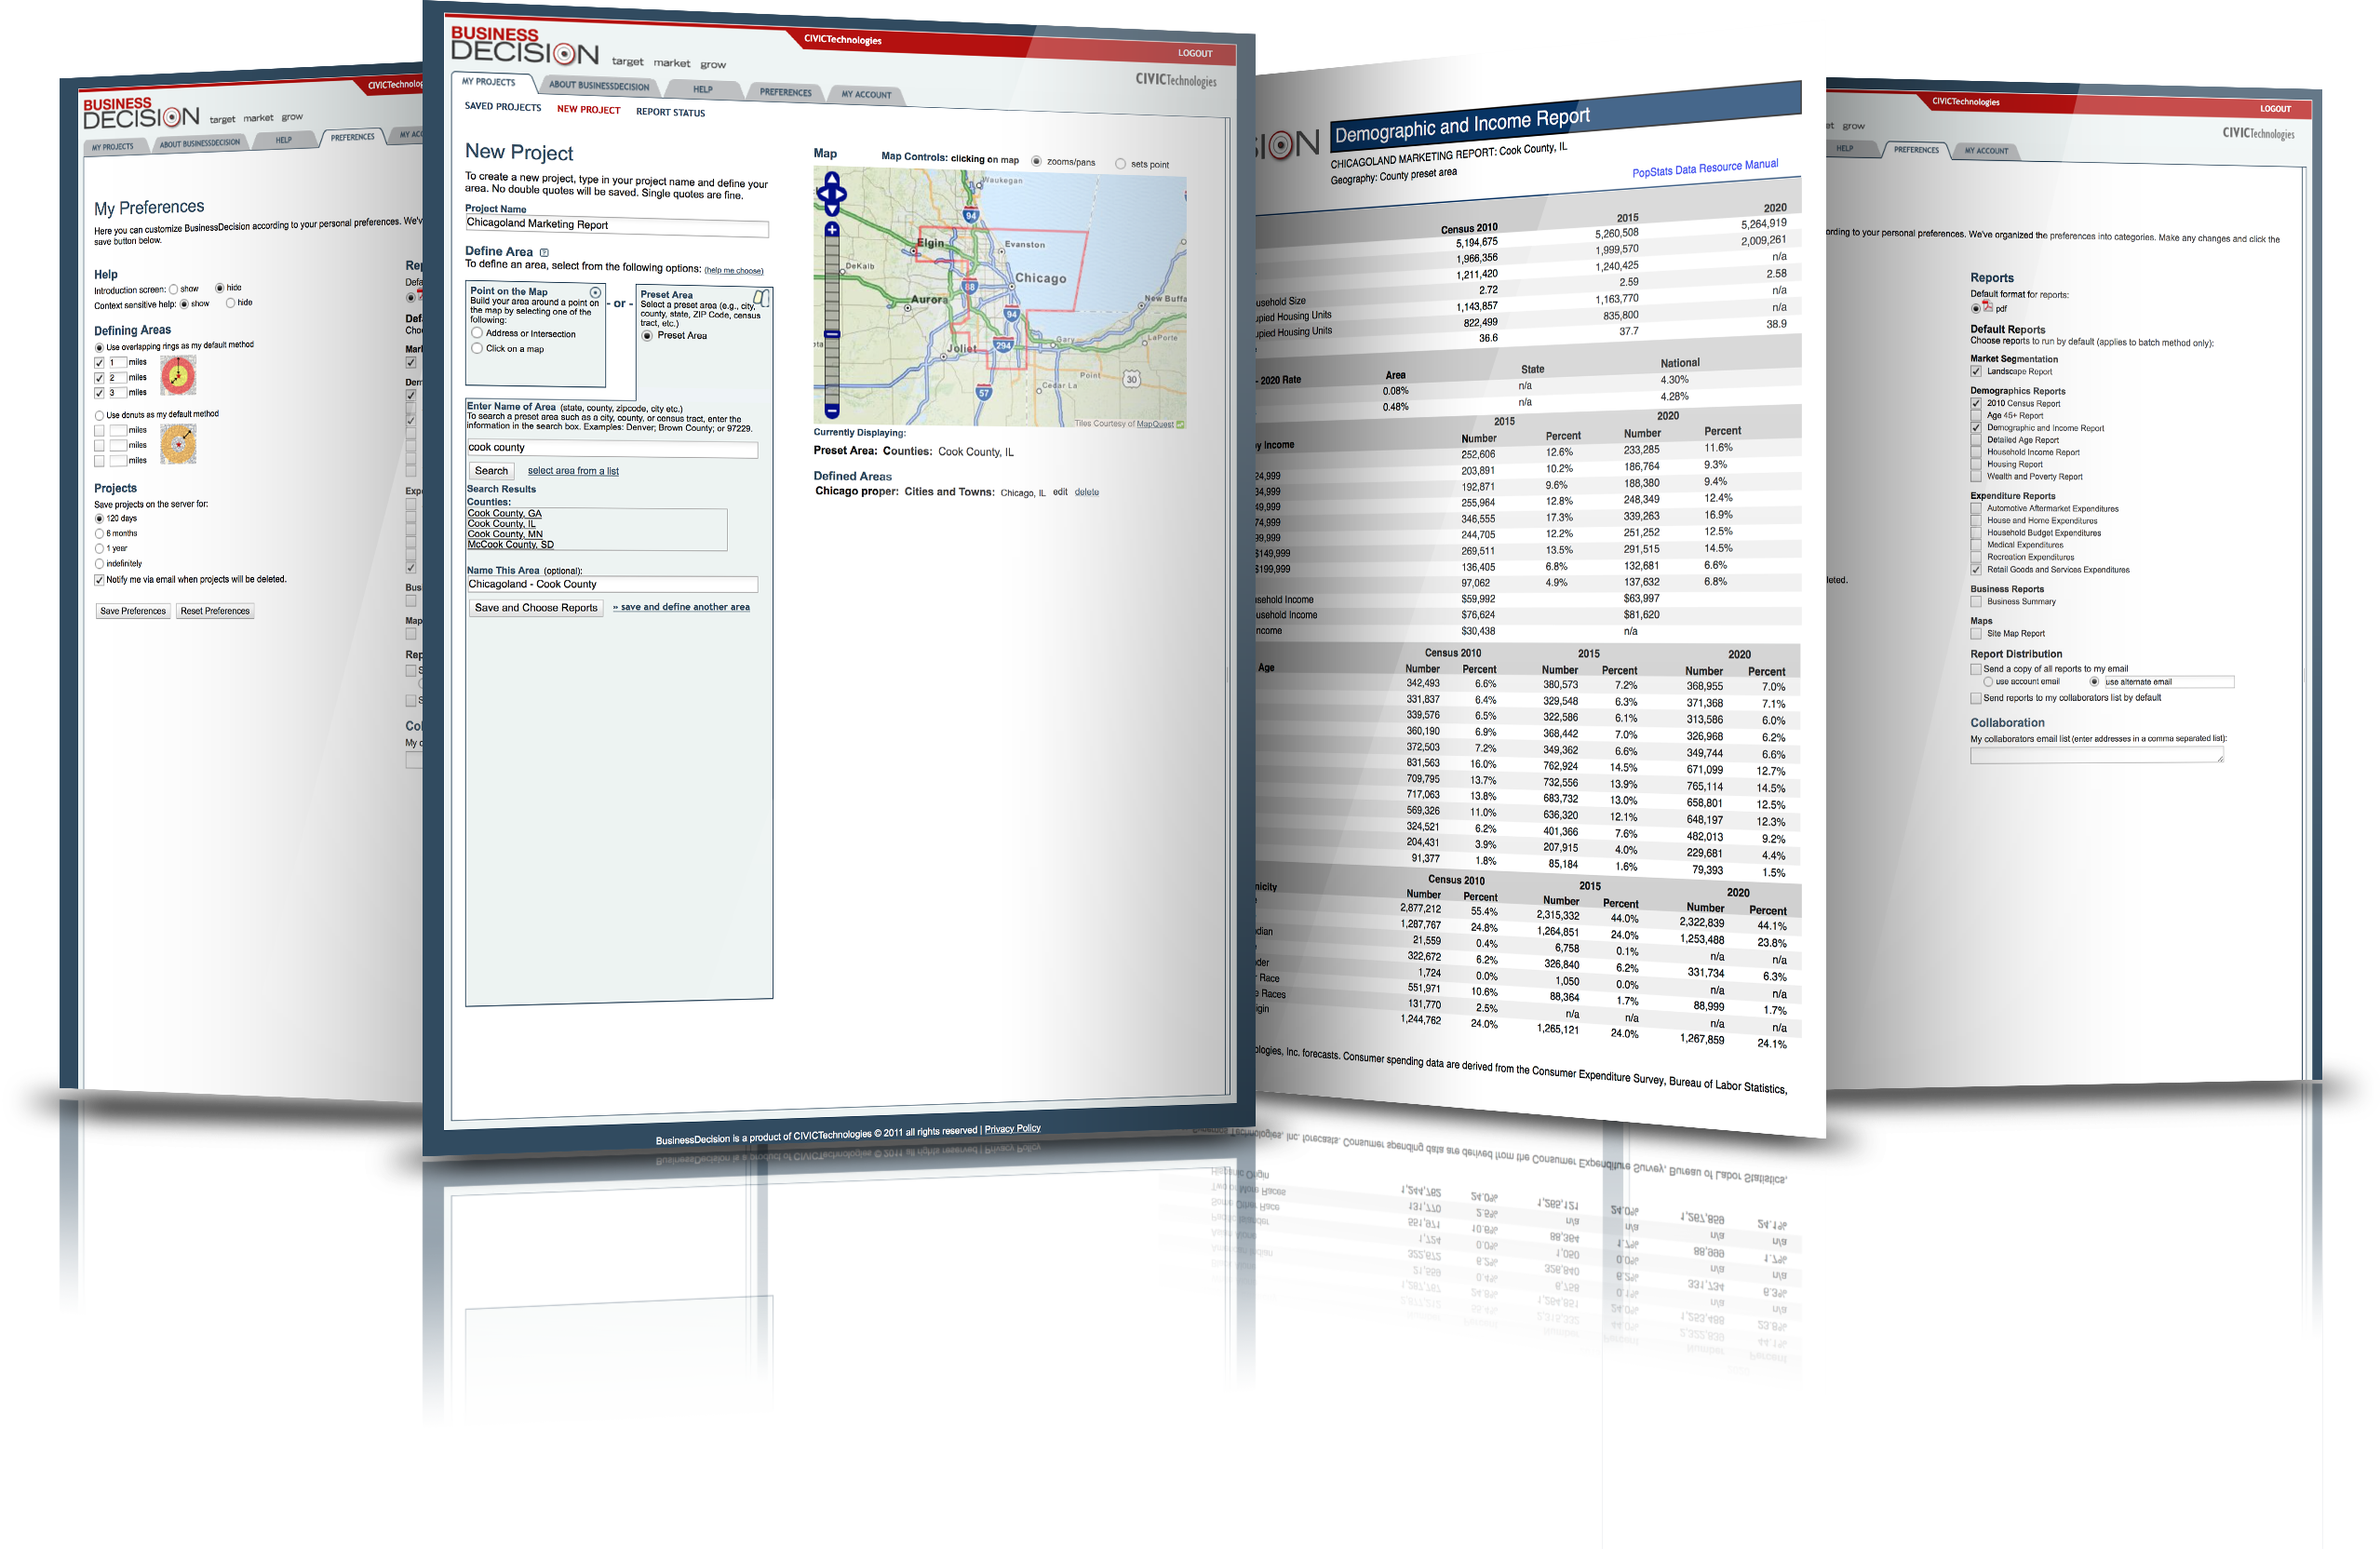 CIVICTechnolog
BUSINESS
DECISION target market grow
MY PROJECTS ABOUT BUSINESSDECISION HELP PREFERENCES MY ACC
My Preferences
Here you can customize BusinessDecision according to your personal preferences. We'v
save button below.
Help
Introduction screen: show hide
Context sensitive help: show hide
Defining Areas
Use overlapping rings as my default method
1 miles
2 miles
3 miles
Use donuts as my default method
miles
miles
miles
Projects
Save projects on the server for:
120 days
6 months
1 year
indefinitely
Notify me via email when projects will be deleted.
Save Preferences Reset Preferences
Rep
Defa
Def
Choo
Mark
Dem
Expe
Bus
Map
Rep
S
S
Col
My c
BUSINESS
DECISION target market grow
CIVICTechnologies
LOGOUT
CIVICTechnologies
MY PROJECTS ABOUT BUSINESSDECISION HELP PREFERENCES MY ACCOUNT
SAVED PROJECTS NEW PROJECT REPORT STATUS
New Project
To create a new project, type in your project name and define your
area. No double quotes will be saved. Single quotes are fine.
Project Name
Chicagoland Marketing Report
Define Area ?
To define an area, select from the following options: (help me choose)
Point on the Map
Build your area around a point on
the map by selecting one of the
following:
Address or Intersection
Click on a map
- or -
Preset Area
Select a preset area (e.g., city,
county, state, ZIP Code, census
tract, etc.)
Preset Area
Enter Name of Area (state, county, zipcode, city etc.)
To search a preset area such as a city, county, or census tract, enter the
information in the search box. Examples: Denver; Brown County; or 97229.
cook county
Search select area from a list
Search Results
Counties:
Cook County, GA
Cook County, IL
Cook County, MN
McCook County, SD
Name This Area (optional):
Chicagoland - Cook County
Save and Choose Reports » save and define another area
Map Map Controls: clicking on map zooms/pans sets point
Waukegan
94
Elgin
Evanston
DeKalb
Chicago
88
Aurora
New Buffa
94
Gary
LaPorte
294
Joliet
Point
30
Cedar La
57
Tiles Courtesy of MapQuest
Currently Displaying:
Preset Area: Counties: Cook County, IL
Defined Areas
Chicago proper: Cities and Towns: Chicago, IL edit delete
BusinessDecision is a product of CIVICTechnologies © 2011 all rights reserved | Privacy Policy
ION
Demographic and Income Report
CHICAGOLAND MARKETING REPORT: Cook County, IL
Geography: County preset area
PopStats Data Resource Manual
Census 2010 2015 2020
5,194,675 5,260,508 5,264,919
1,966,356 1,999,570 2,009,261
1,211,420 1,240,425 n/a
usehold Size 2.72 2.59 2.58
upied Housing Units 1,143,857 1,163,770 n/a
upied Housing Units 822,499 835,800 n/a
36.6 37.7 38.9
- 2020 Rate Area State National
0.08% n/a 4.30%
0.48% n/a 4.28%
2015 2020
y Income Number Percent Number Percent
252,606 12.6% 233,285 11.6%
24,999 203,891 10.2% 186,764 9.3%
34,999 192,871 9.6% 188,380 9.4%
49,999 255,964 12.8% 248,349 12.4%
74,999 346,555 17.3% 339,263 16.9%
99,999 244,705 12.2% 251,252 12.5%
$149,999 269,511 13.5% 291,515 14.5%
$199,999 136,405 6.8% 132,681 6.6%
97,062 4.9% 137,632 6.8%
usehold Income $59,992 $63,997
usehold Income $76,624 $81,620
ncome $30,438 n/a
Census 2010 2015 2020
Age Number Percent Number Percent Number Percent
342,493 6.6% 380,573 7.2% 368,955 7.0%
331,837 6.4% 329,548 6.3% 371,368 7.1%
339,576 6.5% 322,586 6.1% 313,586 6.0%
360,190 6.9% 368,442 7.0% 326,968 6.2%
372,503 7.2% 349,362 6.6% 349,744 6.6%
831,563 16.0% 762,924 14.5% 671,099 12.7%
709,795 13.7% 732,556 13.9% 765,114 14.5%
717,063 13.8% 683,732 13.0% 658,801 12.5%
569,326 11.0% 636,320 12.1% 648,197 12.3%
324,521 6.2% 401,366 7.6% 482,013 9.2%
204,431 3.9% 207,915 4.0% 229,681 4.4%
91,377 1.8% 85,184 1.6% 79,393 1.5%
Census 2010 2015 2020
nicity Number Percent Number Percent Number Percent
2,877,212 55.4% 2,315,332 44.0% 2,322,839 44.1%
1,287,767 24.8% 1,264,851 24.0% 1,253,488 23.8%
dian 21,559 0.4% 6,758 0.1% n/a n/a
322,672 6.2% 326,840 6.2% 331,734 6.3%
der 1,724 0.0% 1,050 0.0% n/a n/a
Race 551,971 10.6% 88,364 1.7% 88,999 1.7%
Races 131,770 2.5% n/a n/a n/a n/a
igin 1,244,762 24.0% 1,265,121 24.0% 1,267,859 24.1%
ologies, Inc. forecasts. Consumer spending data are derived from the Consumer Expenditure Survey, Bureau of Labor Statistics,
CIVICTechnologies
LOGOUT
et grow
CIVICTechnologies
HELP PREFERENCES MY ACCOUNT
ording to your personal preferences. We've organized the preferences into categories. Make any changes and click the
Reports
Default format for reports:
pdf
Default Reports
Choose reports to run by default (applies to batch method only):
Market Segmentation
Landscape Report
Demographics Reports
2010 Census Report
Age 45+ Report
Demographic and Income Report
Detailed Age Report
Household Income Report
Housing Report
Wealth and Poverty Report
Expenditure Reports
Automotive Aftermarket Expenditures
House and Home Expenditures
Household Budget Expenditures
Medical Expenditures
Recreation Expenditures
Retail Goods and Services Expenditures
eleted.
Business Reports
Business Summary
Maps
Site Map Report
Report Distribution
Send a copy of all reports to my email
use account email use alternate email
Send reports to my collaborators list by default
Collaboration
My collaborators email list (enter addresses in a comma separated list):